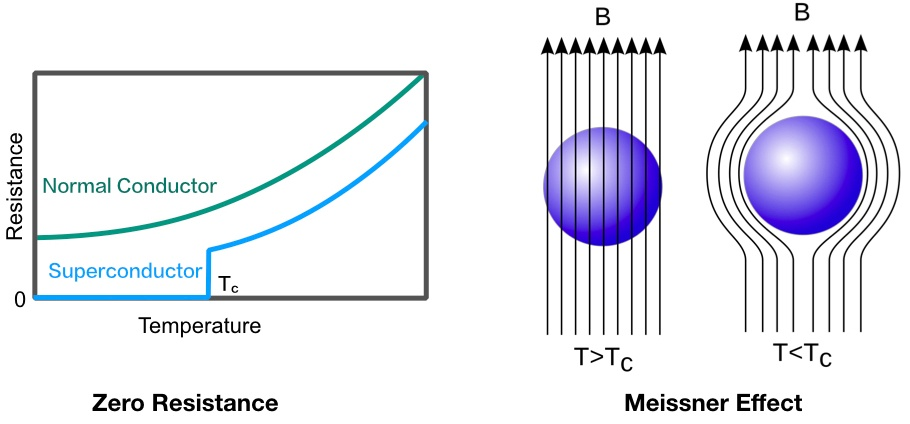 Resistance
Normal Conductor
Superconductor
Tc
0
Temperature
Zero Resistance
B
B
T>TC
T<TC
Meissner Effect